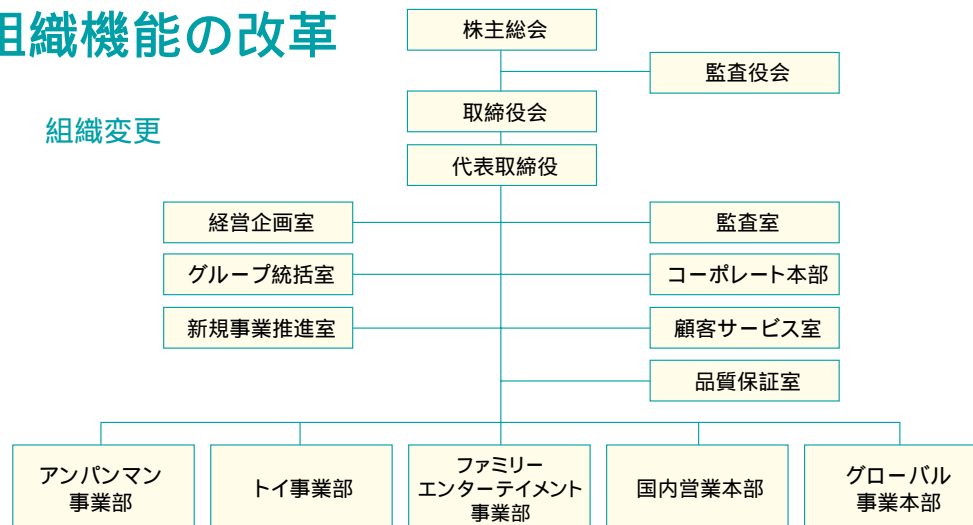 組織機能の改革
組織変更
株主総会
監査役会
取締役会
代表取締役
経営企画室
監査室
グループ統括室
コーポレート本部
新規事業推進室
顧客サービス室
品質保証室
アンパンマン
事業部
トイ事業部
ファミリー
エンターテイメント
事業部
国内営業本部
グローバル
事業本部